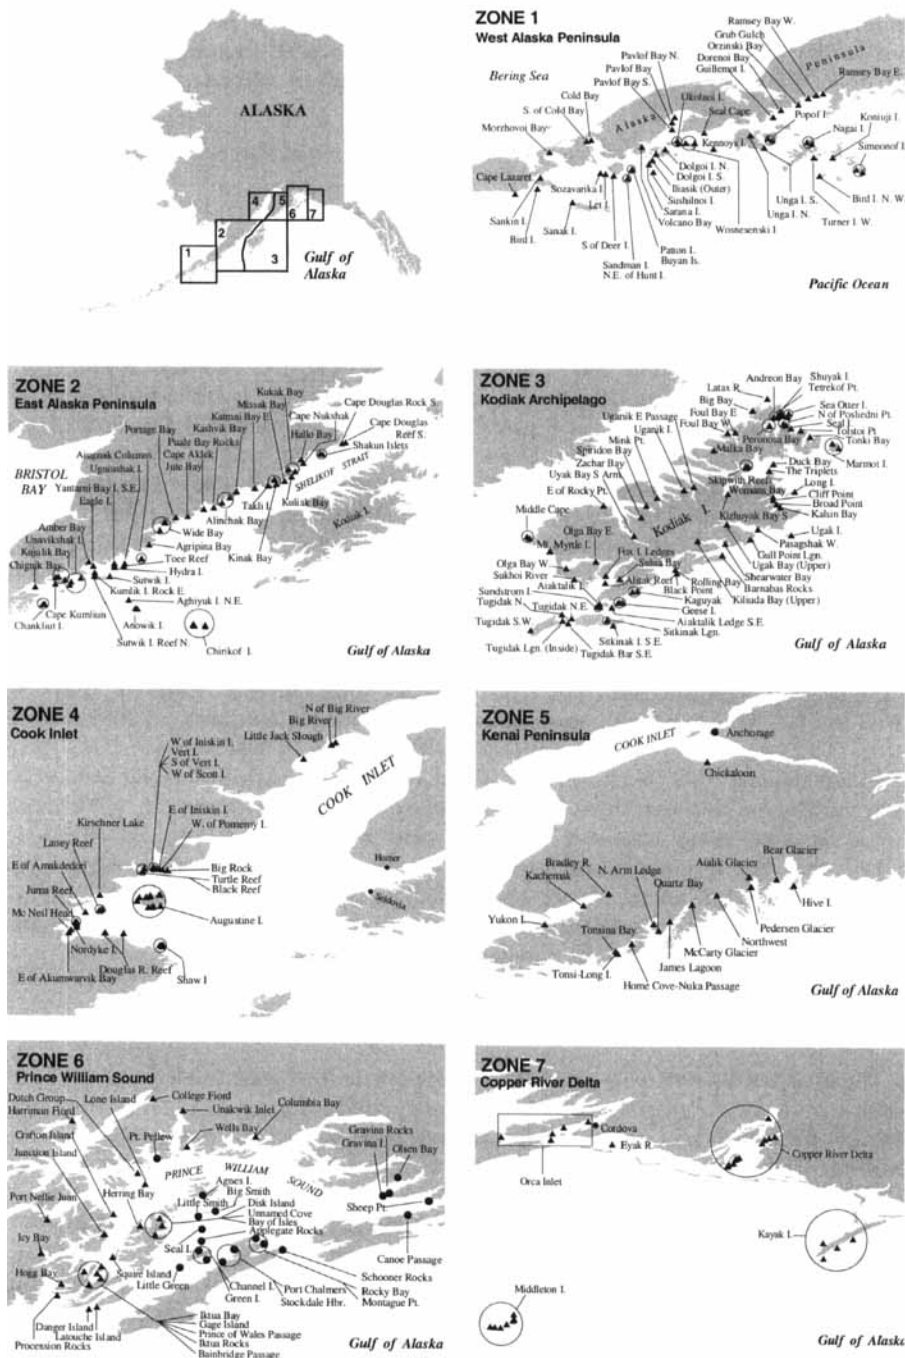 ALASKA
4
5
6
7
2
1
3
Gulf of
Alaska
ZONE 1
West Alaska Peninsula
Bering Sea
Ramsey Bay W.
Grub Gulch
Orzinski Bay
Dorenoi Bay
Guillemot I.
Peninsula
Pavlof Bay N.
Pavlof Bay
Pavlof Bay S.
Ramsey Bay E.
Cold Bay
S. of Cold Bay
Alaska
Seal Cape
Popof I.
Koniuji I.
Morzhovoi Bay
Nagai I.
Simeonof I.
Cape Lazaref
Sozavarika I.
Dolgoi I. N.
Dolgoi I. S.
Iliasik (Outer)
Sushilnoi I.
Sarana I.
Volcano Bay
Unga I. S.
Bird I. N. W.
Sankin I.
Unga I. N.
Turner I. W.
Bird I.
Sanak I.
S of Deer I.
Wosnesenski I.
Patton I.
Buyan Is.
Sandman I.
N.E. of Hunt I.
Pacific Ocean
ZONE 2
East Alaska Peninsula
Kukak Bay
Missak Bay
Katmai Bay E.
Kashvik Bay
Cape Douglas Rock S.
Cape Nukshak
Portage Bay
Puale Bay Rocks
Hallo Bay
Cape Douglas
Reef S.
Cape Aklek
Jute Bay
Shakun Islets
BRISTOL
BAY
Aiugnak Columns
Ugaiushak I.
Yantarni Bay I. S.E.
Eagle I.
SHELIKOF STRAIT
Takli I.
Kuliak Bay
Kodiak I.
Alinchak Bay
Amber Bay
Unavikshak I.
Kujulik Bay
Chignik Bay
Wide Bay
Kinak Bay
Agripina Bay
Toee Reef
Hydra I.
Sutwik I.
Kumlik I. Rock E.
Cape Kumliun
Aghiyuk I. N.E.
Chankliut I.
Anowik I.
Sutwik I. Reef N.
Chirikof I.
Gulf of Alaska
ZONE 3
Kodiak Archipelago
Andreon Bay
Shuyak I.
Tetrekof Pt.
Latax R.
Big Bay
Sea Otter I.
N of Posliedni Pt.
Seal I.
Tolstoi Pt
Tonki Bay
Uganik E Passage
Foul Bay E
Uganik I.
Foul Bay W.
Perenosa Bay
Malka Bay
Mink Pt.
Spiridon Bay
Zachar Bay
Uyak Bay S Arm
Marmot I.
Duck Bay
The Triplets
Skipwith Reef
Womans Bay
Long I.
Cliff Point
Broad Point
Kalsin Bay
E of Rocky Pt.
Middle Cape
Kodiak I.
Kizhuyak Bay S
Olga Bay E.
Ugak I.
Mt. Myrtle I.
Pasagshak W.
Fox I. Ledges
Gull Point Lgn.
Olga Bay W.
Sukhoi River
Ugak Bay (Upper)
Aiaktalik I.
Alitak Reef
Shearwater Bay
Sundstrom I.
Rolling Bay
Barnabas Rocks
Black Point
Kiliuda Bay (Upper)
Tugidak N.
Kaguyak
Tugidak N.E.
Geese I.
Tugidak S.W.
Aiaktalik Ledge S.E.
Sitkinak Lgn.
Sitkinak I. S.E.
Tugidak Lgn. (Inside)
Tugidak Bar S.E.
Gulf of Alaska
ZONE 4
Cook Inlet
N of Big River
Big River
Little Jack Slough
W of Iniskin I.
Vert I.
S of Vert I.
W of Scott I.
COOK INLET
E of Iniskin I.
W. of Pomeroy I.
Kirschner Lake
Laney Reef
Homer
E of Amakdedori
Big Rock
Turtle Reef
Black Reef
Juma Reef
Seldovia
Mc Neil Head
Augustine I.
Nordyke I.
Douglas R. Reef
E of Akumwarvik Bay
Shaw I
ZONE 5
Kenai Peninsula
COOK INLET
Anchorage
Chickaloon
Bear Glacier
Bradley R.
Kachemak
N. Arm Ledge
Aialik Glacier
Quartz Bay
Hive I.
Yukon I.
Tonsina Bay
Pedersen Glacier
Northwest
McCarty Glacier
James Lagoon
Tonsi-Long I.
Home Cove-Nuka Passage
Gulf of Alaska
ZONE 6
Prince William Sound
Dutch Group
Harriman Fiord
Lone Island
College Fiord
Unakwik Inlet
Columbia Bay
Crafton Island
Wells Bay
Pt. Pellew
Gravina Rocks
Gravina I.
Olsen Bay
Junction Island
PRINCE WILLIAM SOUND
Agnes I.
Big Smith
Port Nellie Juan
Herring Bay
Little Smith
Disk Island
Unnamed Cove
Bay of Isles
Applegate Rocks
Sheep Pt.
Icy Bay
Seal I.
Canoe Passage
Hogg Bay
Squire Island
Little Green
Channel I.
Green I.
Port Chalmers
Stockdale Hbr.
Schooner Rocks
Rocky Bay
Montague Pt.
Danger Island
Latouche Island
Procession Rocks
Iktua Bay
Gage Island
Prince of Wales Passage
Iktua Rocks
Bainbridge Passage
Gulf of Alaska
ZONE 7
Copper River Delta
Cordova
Eyak R.
Copper River Delta
Orca Inlet
Kayak I.
Middleton I.
Gulf of Alaska